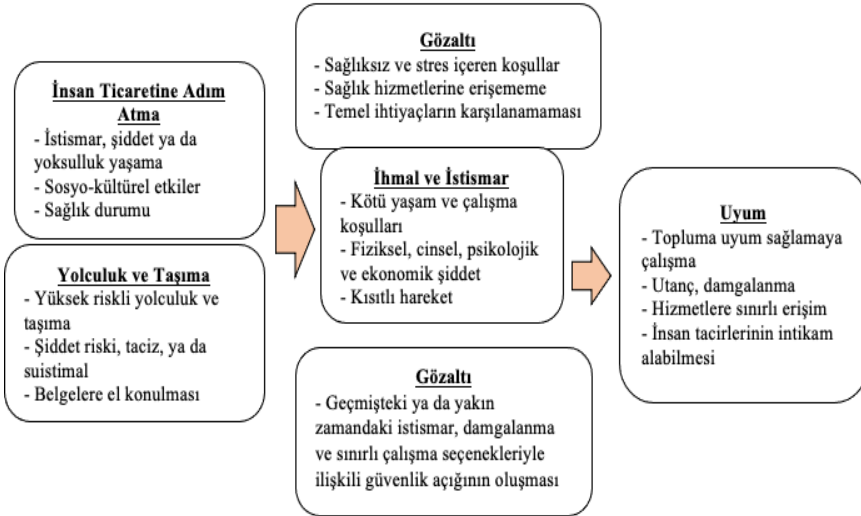 İnsan Ticaretine Adım
Atma
- İstismar, şiddet ya da
yoksulluk yaşama
- Sosyo-kültürel etkiler
- Sağlık durumu
Yolculuk ve Taşıma
- Yüksek riskli yolculuk ve
taşıma
- Şiddet riski, taciz, ya da
suistimal
- Belgelere el konulması
Gözaltı
- Sağlıksız ve stres içeren koşullar
- Sağlık hizmetlerine erişememe
- Temel ihtiyaçların karşılanamaması
İhmal ve İstismar
- Kötü yaşam ve çalışma
koşulları
- Fiziksel, cinsel, psikolojik
ve ekonomik şiddet
- Kısıtlı hareket
Gözaltı
- Geçmişteki ya da yakın
zamandaki istismar, damgalanma
ve sınırlı çalışma seçenekleriyle
ilişkili güvenlik açığının oluşması
Uyum
- Topluma uyum sağlamaya
çalışma
- Utanç, damgalanma
- Hizmetlere sınırlı erişim
- İnsan tacirlerinin intikam
alabilmesi